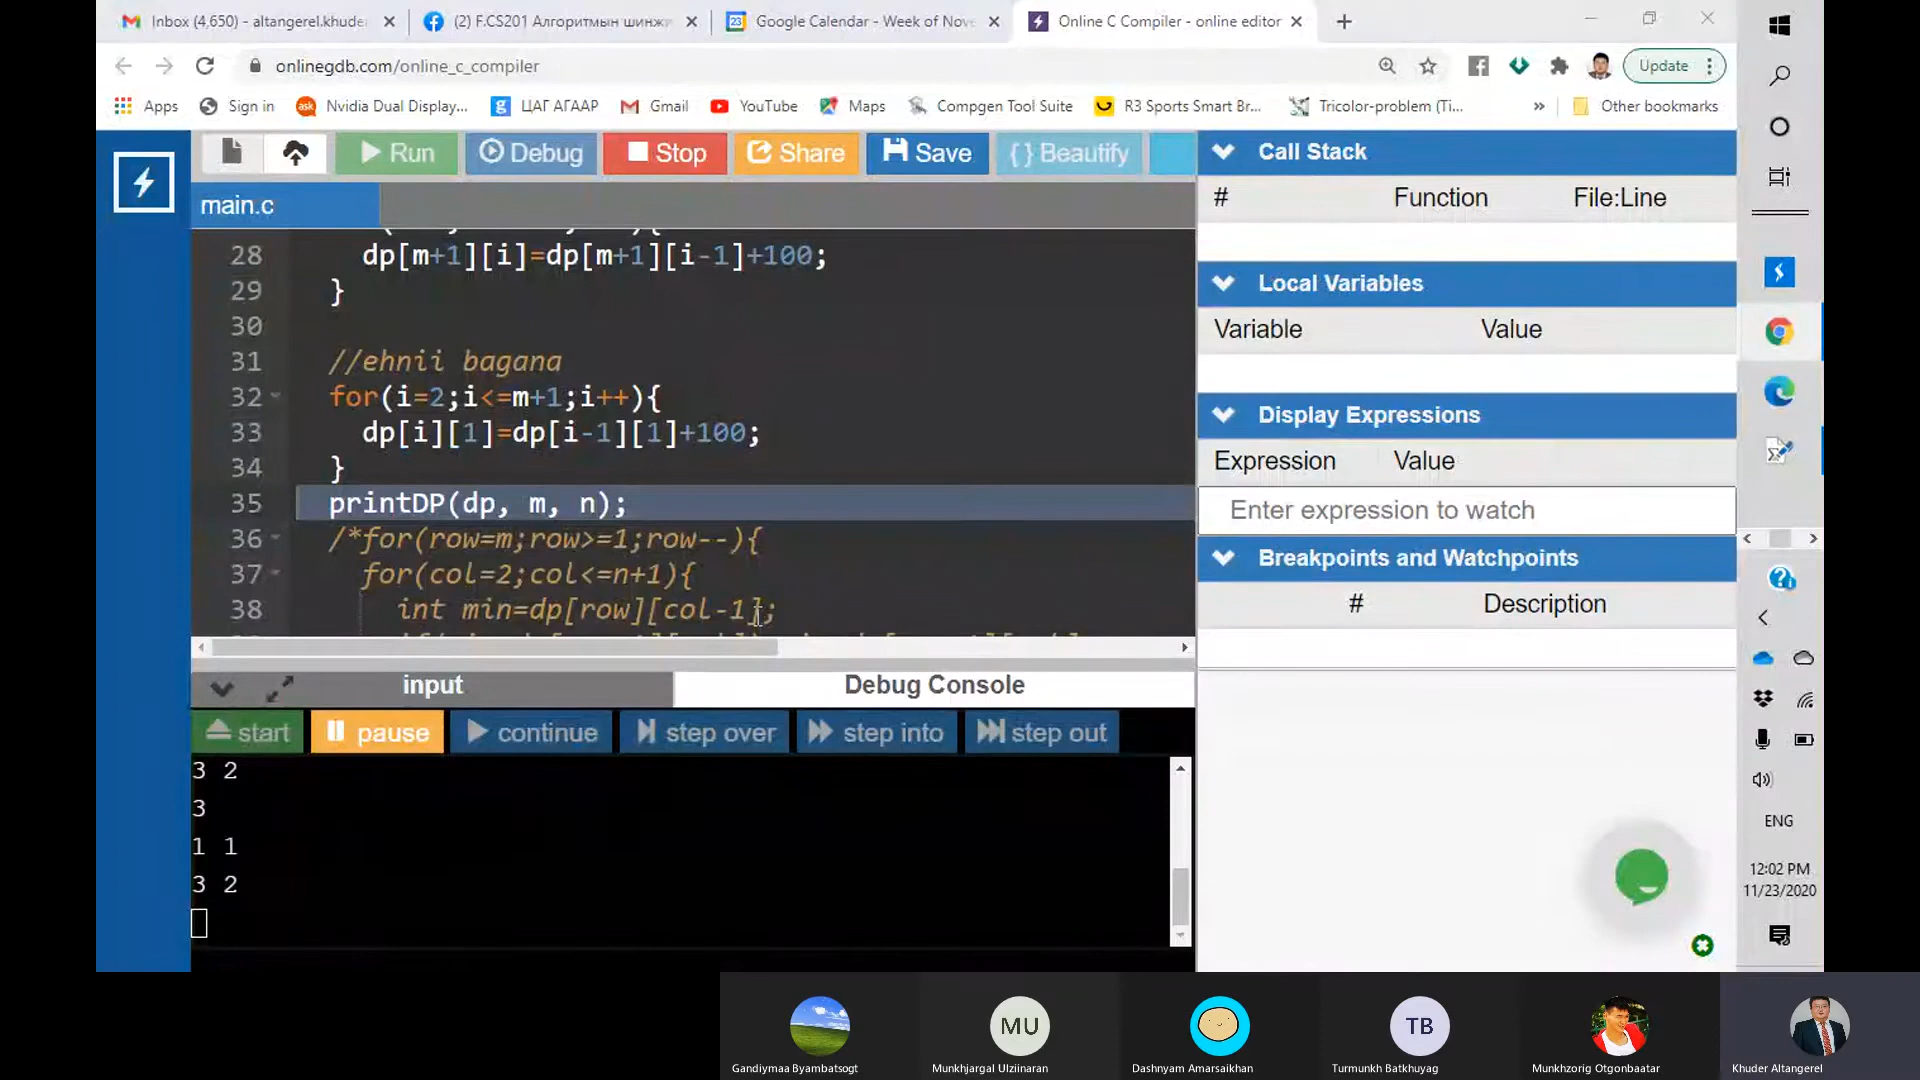 Inbox (4,650) - altangerel.khude
(2) F.CS201 Алгоритмын шинжи
Google Calendar - Week of Nove
Online C Compiler - online editor
onlinegdb.com/online_c_compiler
Update
Apps
Sign in
Nvidia Dual Display...
ЦАГ АГААР
Gmail
YouTube
Maps
Compgen Tool Suite
R3 Sports Smart Br...
Tricolor-problem (Ti...
»
Other bookmarks
Run
Debug
Stop
Share
Save
{ } Beautify
main.c
28 dp[m+1][i]=dp[m+1][i-1]+100;
29 }
30
31 //ehnii bagana
32 for(i=2;i<=m+1;i++){
33 dp[i][1]=dp[i-1][1]+100;
34 }
35 printDP(dp, m, n);
36 /*for(row=m;row>=1;row--){
37 for(col=2;col<=n+1){
38 int min=dp[row][col-1];
Call Stack
# Function File:Line
Local Variables
Variable Value
Display Expressions
Expression Value
Enter expression to watch
Breakpoints and Watchpoints
# Description
input
Debug Console
start
pause
continue
step over
step into
step out
3 2
3
1 1
3 2
ENG
12:02 PM
11/23/2020
MU
TB
Gandiymaa Byambatsogt
Munkhjargal Ulziinaran
Dashnyam Amarsaikhan
Turmunkh Batkhuyag
Munkhzorig Otgonbaatar
Khuder Altangerel